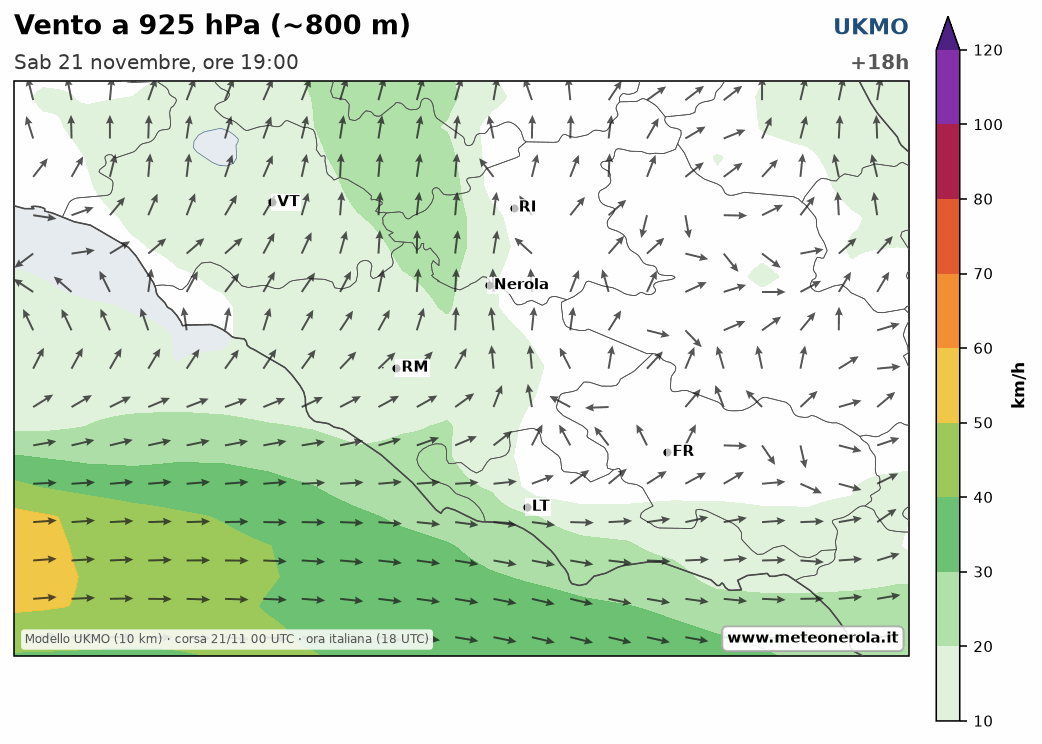 Vento a 925 hPa (~800 m)
UKMO
Sab 21 novembre, ore 19:00
+18h
120
100
80
70
60
50
40
30
20
10
km/h
VT
RI
Nerola
RM
FR
LT
Modello UKMO (10 km) · corsa 21/11 00 UTC · ora italiana (18 UTC)
www.meteonerola.it